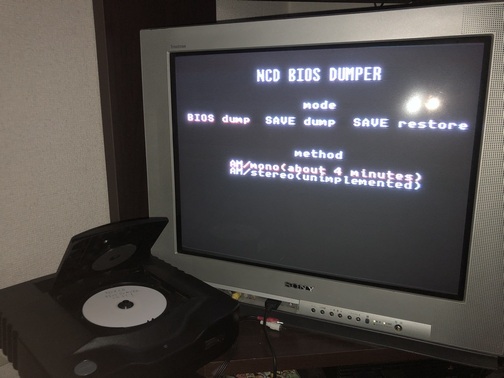 NCD BIOS DUMPER
mode
BIOS dump SAVE dump SAVE restore
method
AM/mono(about 4 minutes)
AM/stereo(unimplemented)
SONY